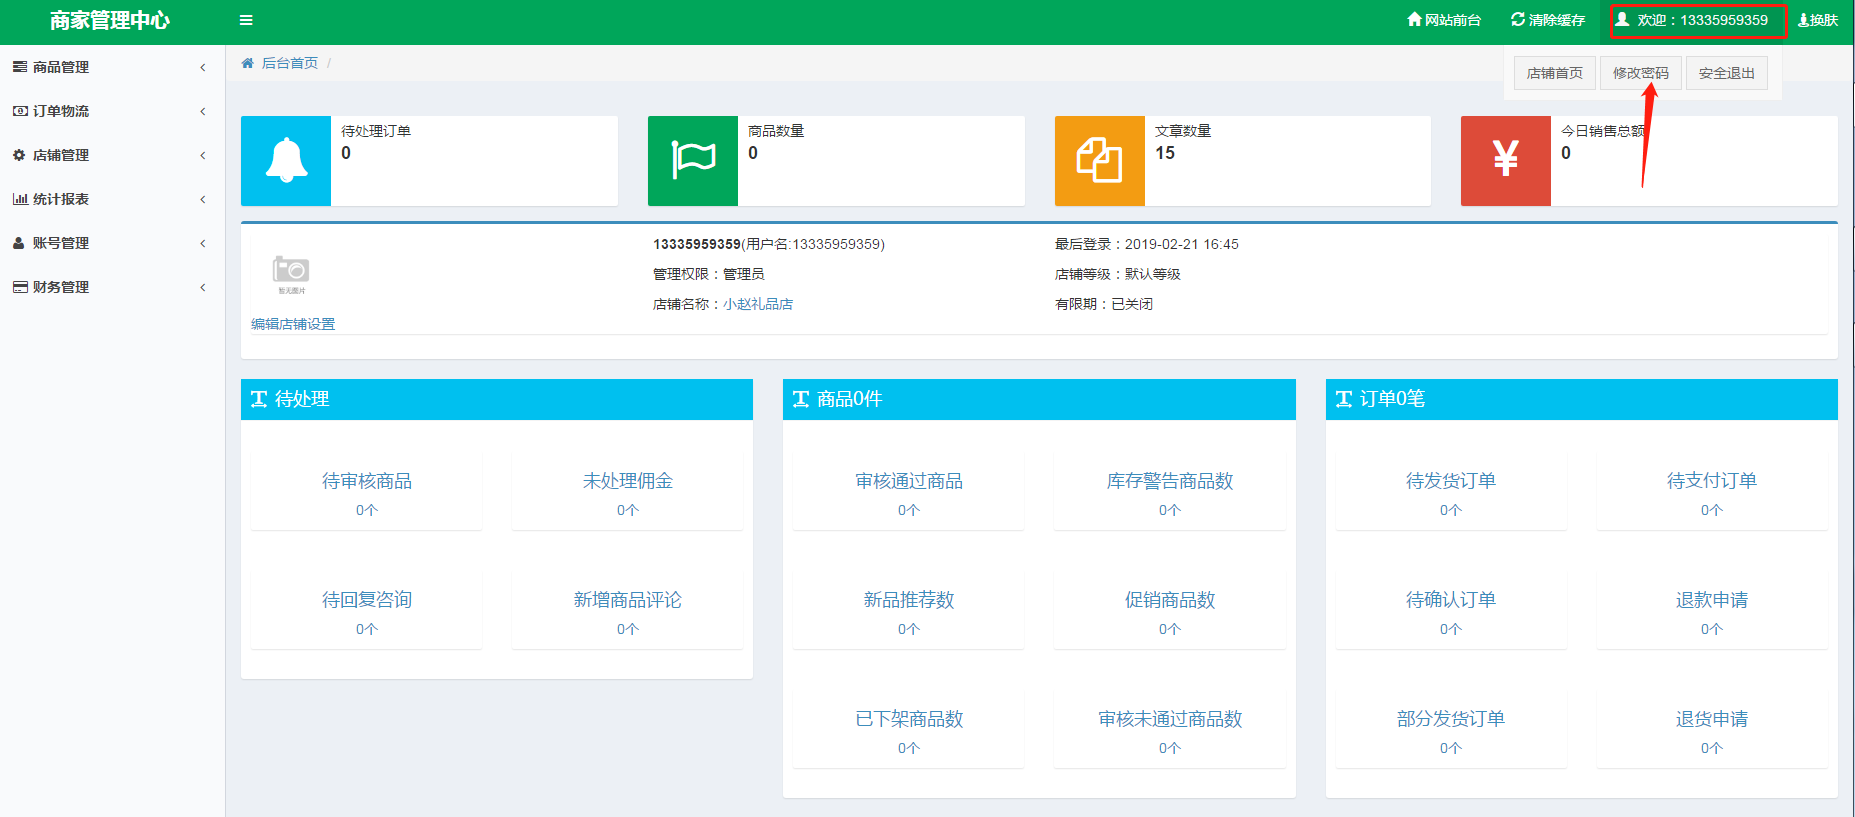 商家管理中心
网站前台 清除缓存 欢迎：13335959359 换肤
商品管理
订单物流
店铺管理
统计报表
账号管理
财务管理
后台首页 /
店铺首页 修改密码 安全退出
待处理订单
0
商品数量
0
文章数量
15
¥
今日销售总额
0
暂无图片
编辑店铺设置
13335959359(用户名:13335959359)
管理权限：管理员
店铺名称：小赵礼品店
最后登录：2019-02-21 16:45
店铺等级：默认等级
有限期：已关闭
待处理
待审核商品
0个
未处理佣金
0个
待回复咨询
0个
新增商品评论
0个
商品0件
审核通过商品
0个
库存警告商品数
0个
新品推荐数
0个
促销商品数
0个
已下架商品数
0个
审核未通过商品数
0个
订单0笔
待发货订单
0个
待支付订单
0个
待确认订单
0个
退款申请
0个
部分发货订单
0个
退货申请
0个